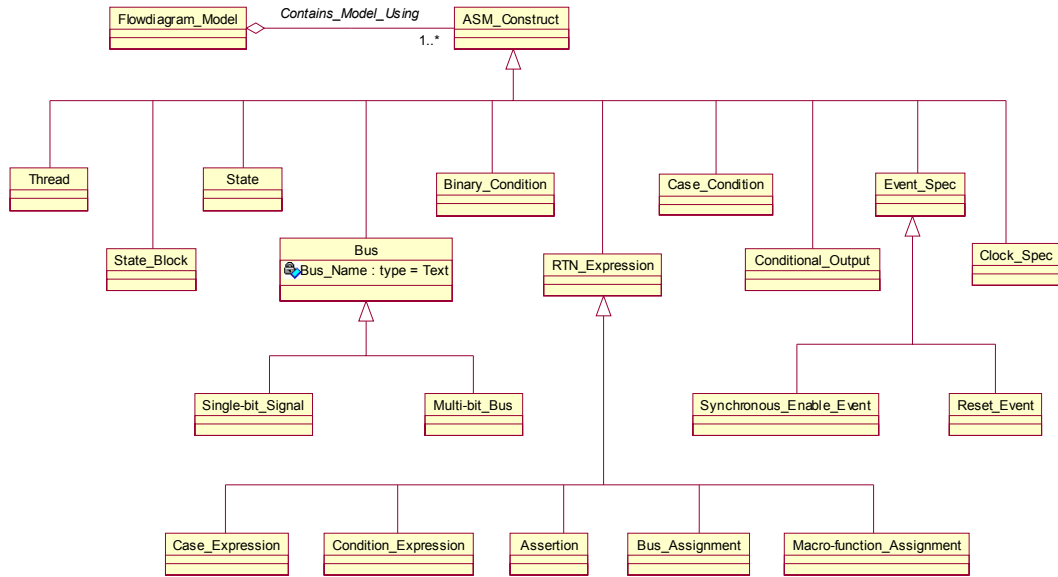 Flowdiagram_Model
Contains_Model_Using
ASM_Construct
1..*
Thread
State
Binary_Condition
Case_Condition
Event_Spec
State_Block
Bus
Bus_Name : type = Text
RTN_Expression
Conditional_Output
Clock_Spec
Single-bit_Signal
Multi-bit_Bus
Synchronous_Enable_Event
Reset_Event
Case_Expression
Condition_Expression
Assertion
Bus_Assignment
Macro-function_Assignment